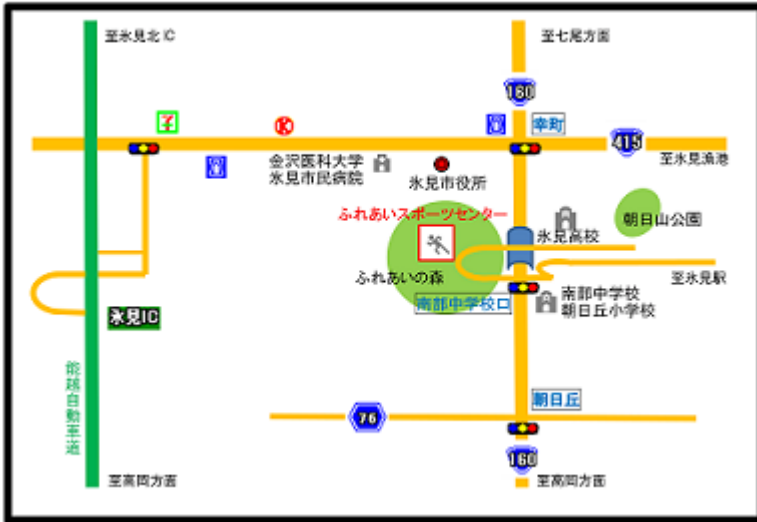 至氷見北IC
至七尾方面
160
幸町
415
至氷見漁港
金沢医科大学
氷見市民病院
氷見市役所
ふれあいスポーツセンター
氷見高校
朝日山公園
ふれあいの森
至氷見駅
南部中学校口
南部中学校
朝日丘小学校
氷見IC
能越自動車道
76
朝日丘
160
至高岡方面
至高岡方面